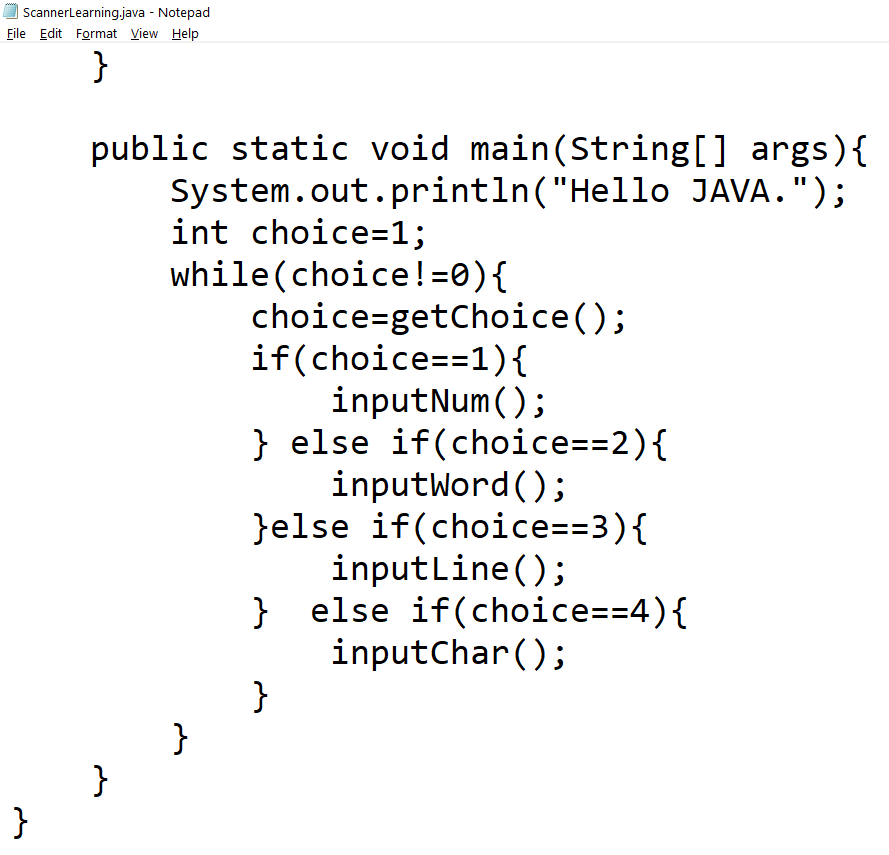 ScannerLearning.java - Notepad
File Edit Format View Help
}
public static void main(String[] args){
System.out.println("Hello JAVA.");
int choice=1;
while(choice!=0){
choice=getChoice();
if(choice==1){
inputNum();
} else if(choice==2){
inputWord();
}else if(choice==3){
inputLine();
}  else if(choice==4){
inputChar();
}
}
}
}